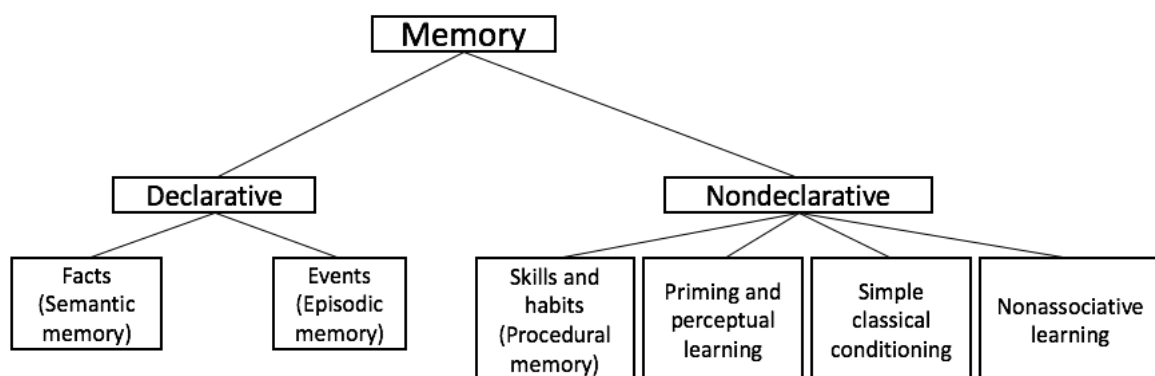 Memory
Declarative
Nondeclarative
Facts
(Semantic
memory)
Events
(Episodic
memory)
Skills and
habits
(Procedural
memory)
Priming and
perceptual
learning
Simple
classical
conditioning
Nonassociative
learning